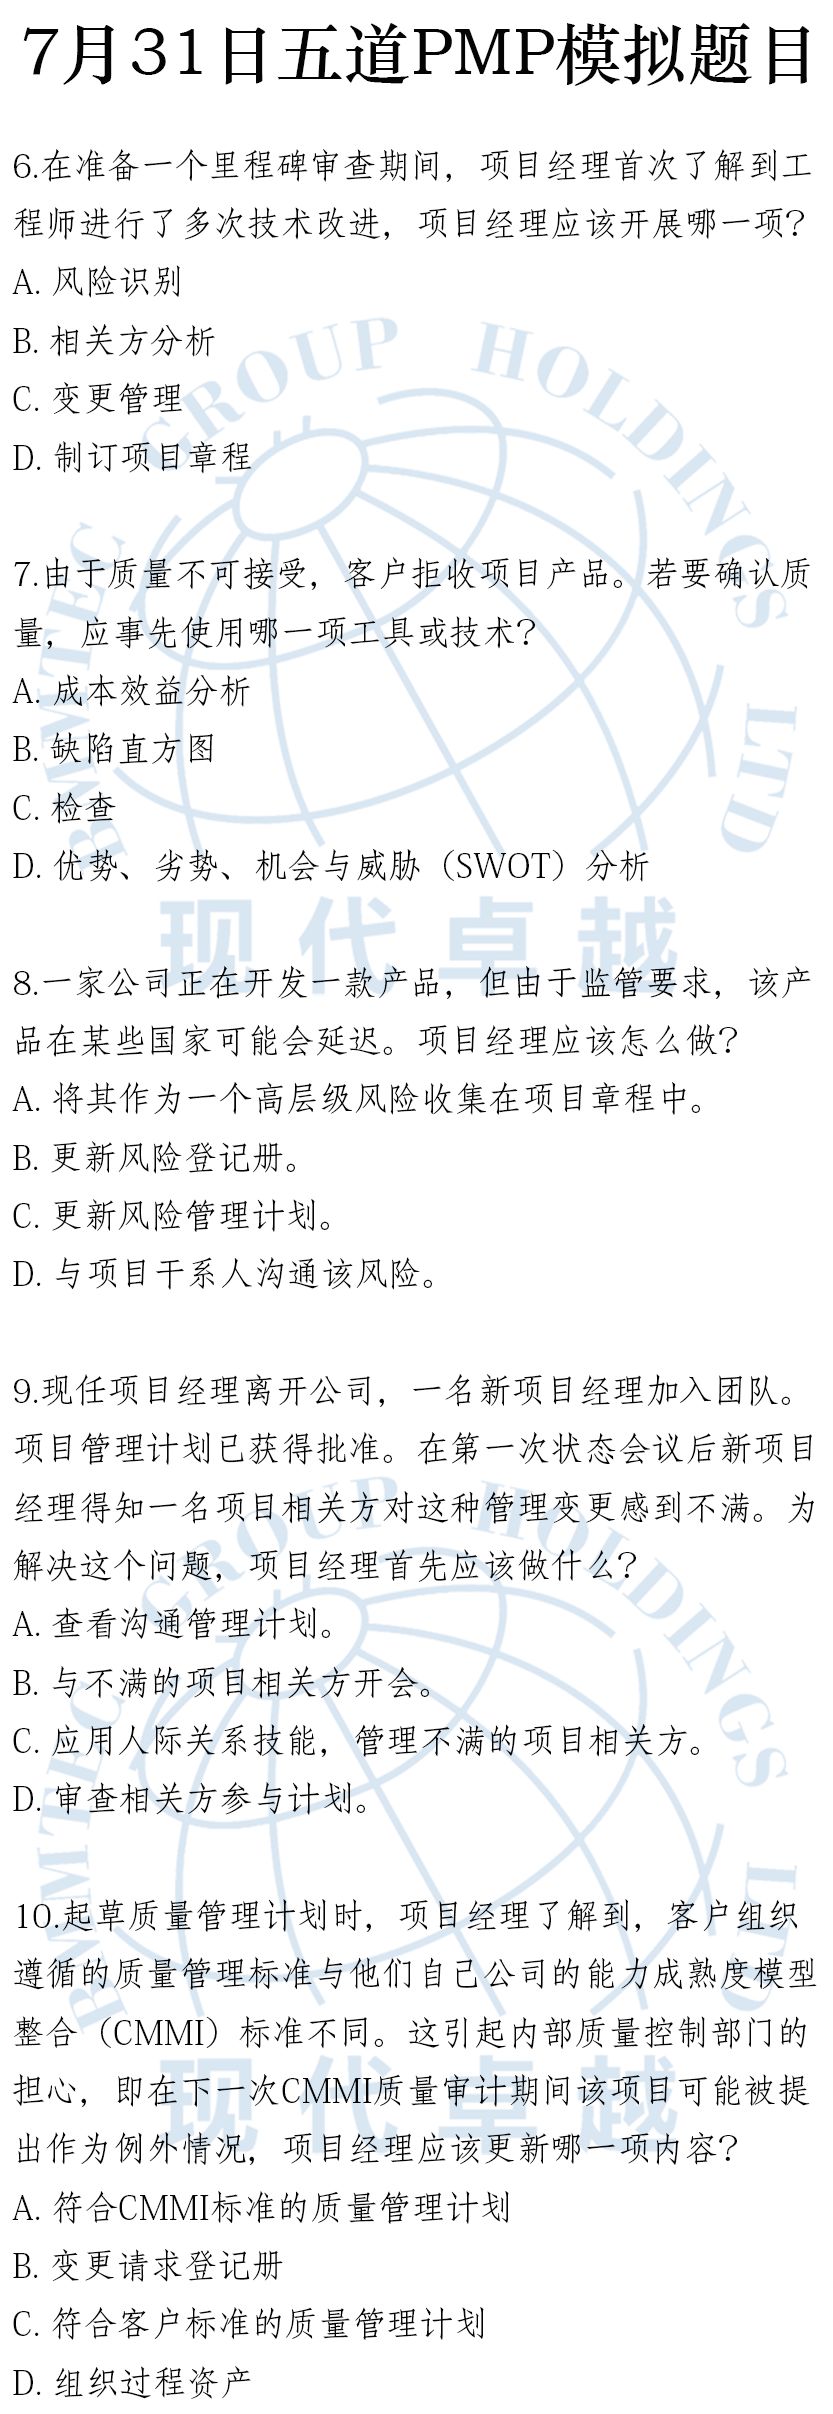 7月31日五道PMP模拟题目
6.在准备一个里程碑审查期间，项目经理首次了解到工
程师进行了多次技术改进，项目经理应该开展哪一项?
A. 风险识别
B. 相关方分析
C. 变更管理
D. 制订项目章程
7.由于质量不可接受，客户拒收项目产品。若要确认质
量，应事先使用哪一项工具或技术?
A. 成本效益分析
B. 缺陷直方图
C. 检查
D. 优势、劣势、机会与威胁（SWOT）分析
8.一家公司正在开发一款产品，但由于监管要求，该产
品在某些国家可能会延迟。项目经理应该怎么做?
A. 将其作为一个高层级风险收集在项目章程中。
B. 更新风险登记册。
C. 更新风险管理计划。
D. 与项目干系人沟通该风险。
9.现任项目经理离开公司，一名新项目经理加入团队。
项目管理计划已获得批准。在第一次状态会议后新项目
经理得知一名项目相关方对这种管理变更感到不满。为
解决这个问题，项目经理首先应该做什么?
A. 查看沟通管理计划。
B. 与不满的项目相关方开会。
C. 应用人际关系技能，管理不满的项目相关方。
D. 审查相关方参与计划。
10.起草质量管理计划时，项目经理了解到，客户组织
遵循的质量管理标准与他们自己公司的能力成熟度模型
整合（CMMI）标准不同。这引起内部质量控制部门的
担心，即在下一次CMMI质量审计期间该项目可能被提
出作为例外情况，项目经理应该更新哪一项内容?
A. 符合CMMI标准的质量管理计划
B. 变更请求登记册
C. 符合客户标准的质量管理计划
D. 组织过程资产
BMMTEC GROUP HOLDINGS LTD
现代卓越
BMMTEC GROUP HOLDINGS LTD
现代卓越